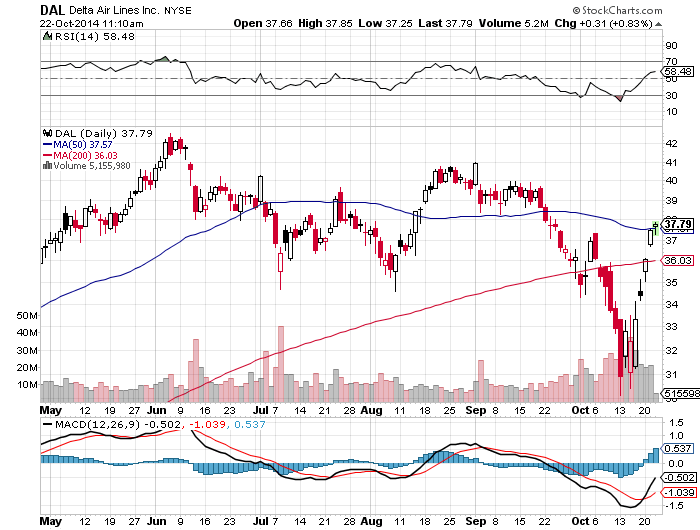 DAL Delta Air Lines Inc. NYSE © StockCharts.com
22-Oct-2014 11:10am Open 37.66 High 37.85 Low 37.25 Last 37.79 Volume 5.2M Chg +0.31 (+0.83%)
RSI(14) 58.48
90
70
58.48
50
30
10
DAL (Daily) 37.79
MA(50) 37.57
MA(200) 36.03
Volume 5,155,980
42
41
40
39
38
37.79
37
36.03
35
34
33
32
31
50M
40M
30M
20M
10M
5155980
May 12 19 27 Jun 9 16 23 Jul 7 14 21 28 Aug 11 18 25 Sep 8 15 22 Oct 6 13 20
MACD(12,26,9) -0.502, -1.039, 0.537
1.5
1.0
0.537
0.0
-0.502
-1.039
-1.5
May 12 19 27 Jun 9 16 23 Jul 7 14 21 28 Aug 11 18 25 Sep 8 15 22 Oct 6 13 20